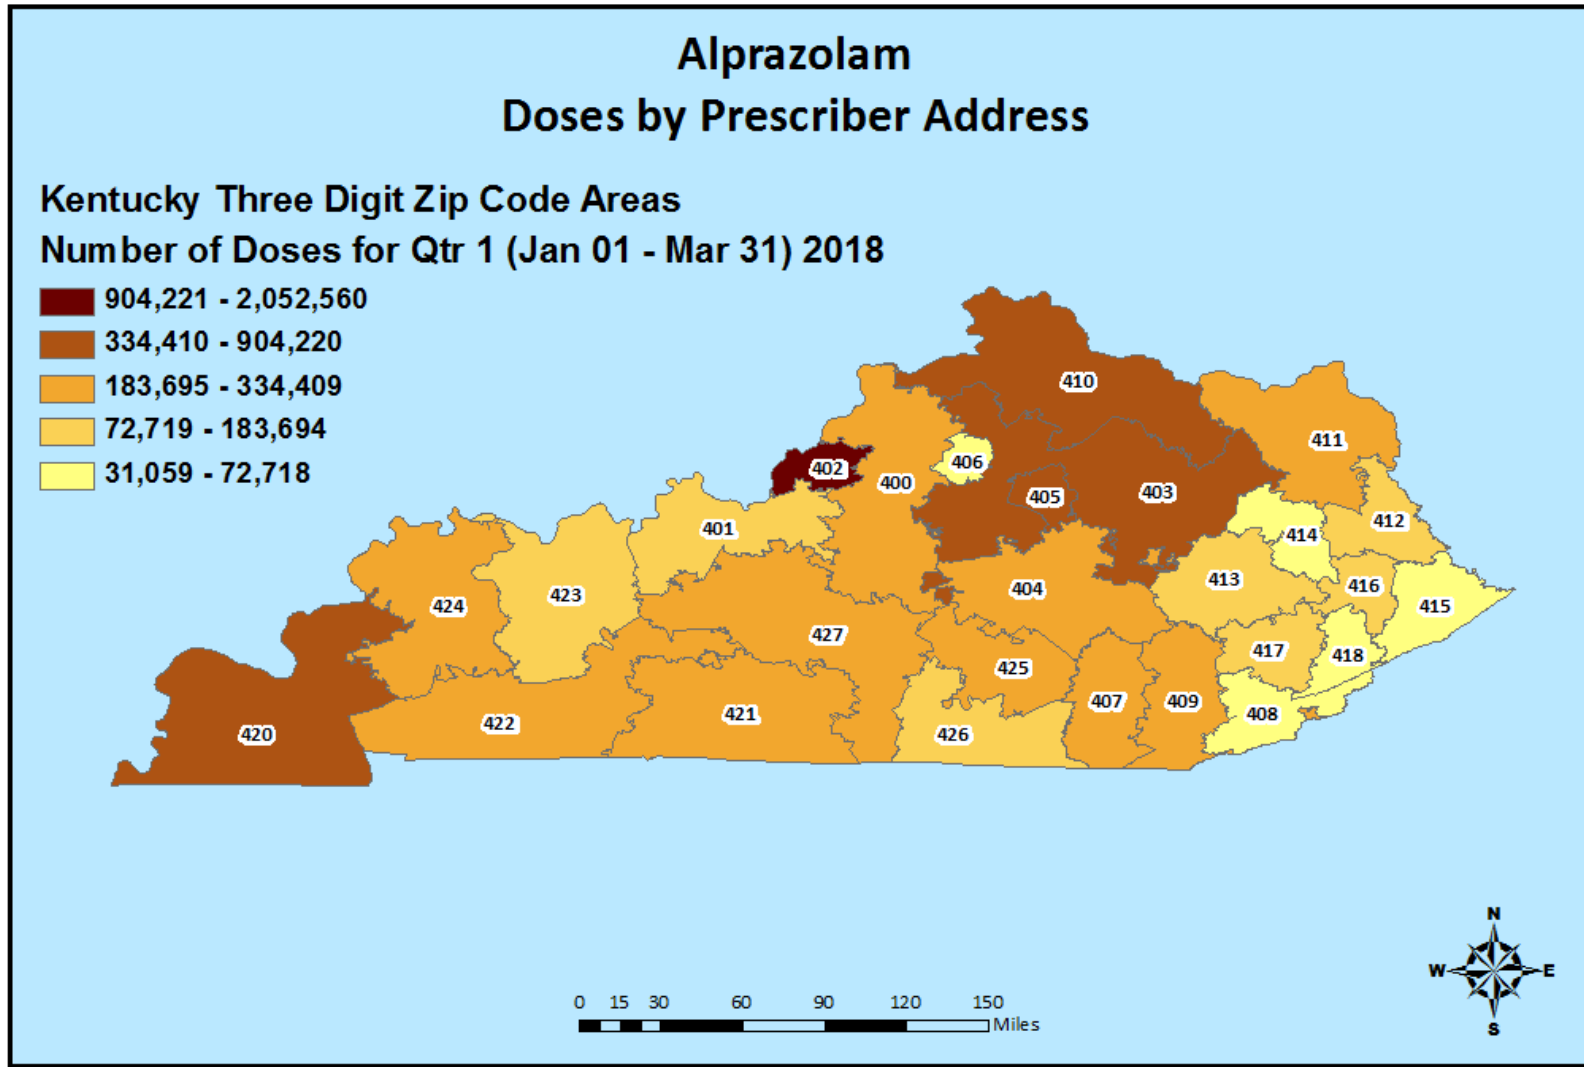 Alprazolam
Doses by Prescriber Address
Kentucky Three Digit Zip Code Areas
Number of Doses for Qtr 1 (Jan 01 - Mar 31) 2018
904,221 - 2,052,560
334,410 - 904,220
183,695 - 334,409
72,719 - 183,694
31,059 - 72,718
410
411
402
406
400
405
403
401
412
414
413
416
415
404
423
424
427
417
418
425
407
409
408
421
422
420
426
N
W E
S
0 15 30 60 90 120 150
Miles